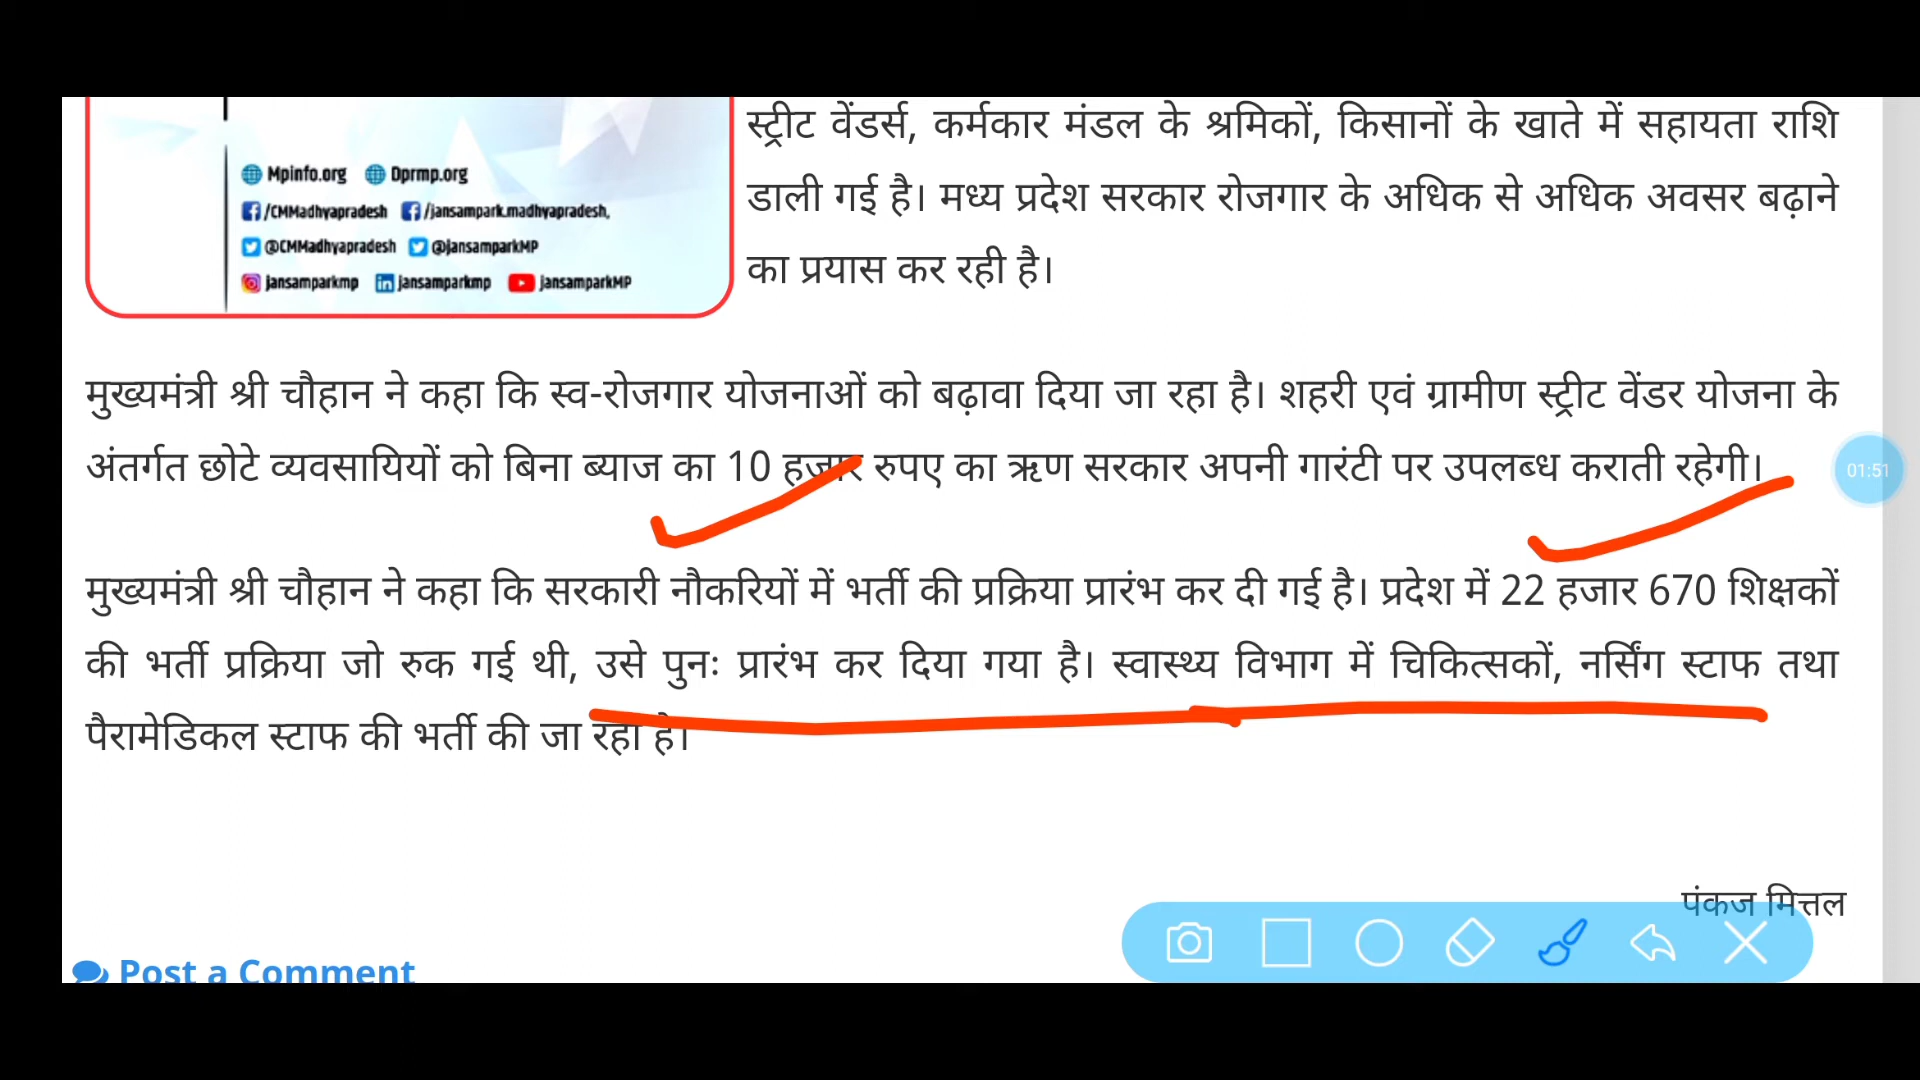 Mpinfo.org Dprmp.org
/CMMadhyapradesh /jansampark.madhyapradesh,
@CMMadhyapradesh @jansamparkMP
jansamparkmp jansamparkmp jansamparkMP
स्ट्रीट वेंडर्स, कर्मकार मंडल के श्रमिकों, किसानों के खाते में सहायता राशि
डाली गई है। मध्य प्रदेश सरकार रोजगार के अधिक से अधिक अवसर बढ़ाने
का प्रयास कर रही है।
मुख्यमंत्री श्री चौहान ने कहा कि स्व-रोजगार योजनाओं को बढ़ावा दिया जा रहा है। शहरी एवं ग्रामीण स्ट्रीट वेंडर योजना के
अंतर्गत छोटे व्यवसायियों को बिना ब्याज का 10 हजार रुपए का ऋण सरकार अपनी गारंटी पर उपलब्ध कराती रहेगी।
01:51
मुख्यमंत्री श्री चौहान ने कहा कि सरकारी नौकरियों में भर्ती की प्रक्रिया प्रारंभ कर दी गई है। प्रदेश में 22 हजार 670 शिक्षकों
की भर्ती प्रक्रिया जो रुक गई थी, उसे पुनः प्रारंभ कर दिया गया है। स्वास्थ्य विभाग में चिकित्सकों, नर्सिंग स्टाफ तथा
पैरामेडिकल स्टाफ की भर्ती की जा रही है।
पंकज मित्तल
Post a Comment